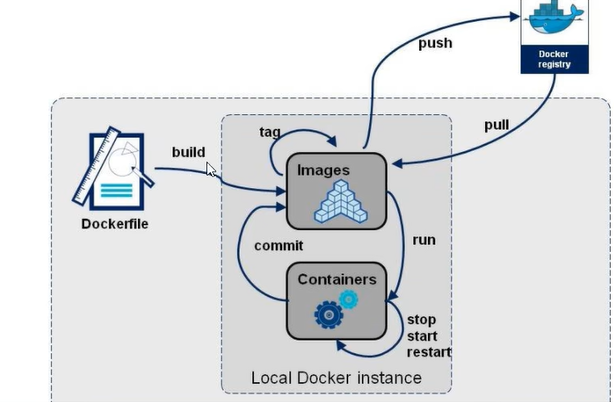 push
Docker
registry
pull
tag
build
Images
Dockerfile
commit
run
Containers
stop
start
restart
Local Docker instance